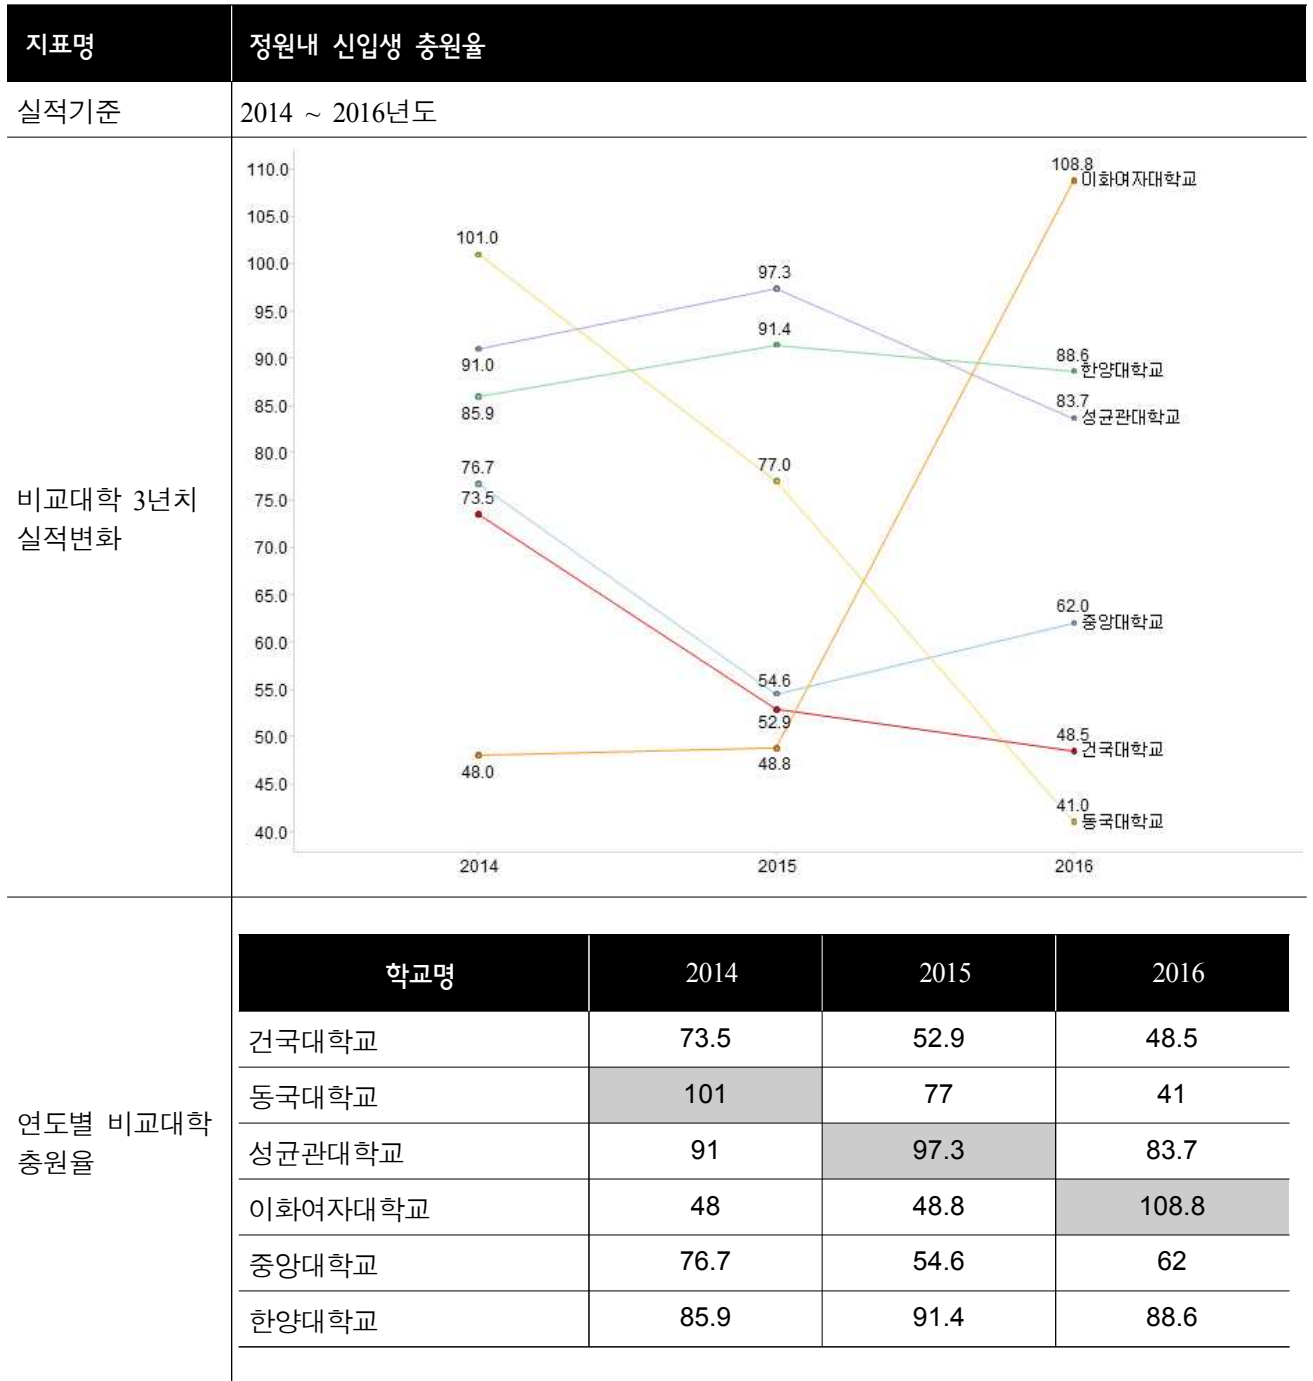 지표명 정원내 신입생 충원율
실적기준 2014 ~ 2016년도
비교대학 3년치
실적변화
110.0
105.0
100.0
95.0
90.0
85.0
80.0
75.0
70.0
65.0
60.0
55.0
50.0
45.0
40.0
101.0
91.0
85.9
76.7
73.5
48.0
97.3
91.4
77.0
54.6
52.9
48.8
108.8 이화여자대학교
88.6 한양대학교
83.7 성균관대학교
62.0 중앙대학교
48.5 건국대학교
41.0 동국대학교
2014 2015 2016
연도별 비교대학
충원율
학교명 2014 2015 2016
건국대학교 73.5 52.9 48.5
동국대학교 101 77 41
성균관대학교 91 97.3 83.7
이화여자대학교 48 48.8 108.8
중앙대학교 76.7 54.6 62
한양대학교 85.9 91.4 88.6